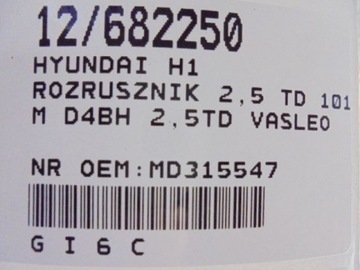 12/682250
HYUNDAI H1
ROZRUSZNIK 2,5 TD 101
M D4BH 2,5TD VASLEO
NR OEM:MD315547
G I 6 C